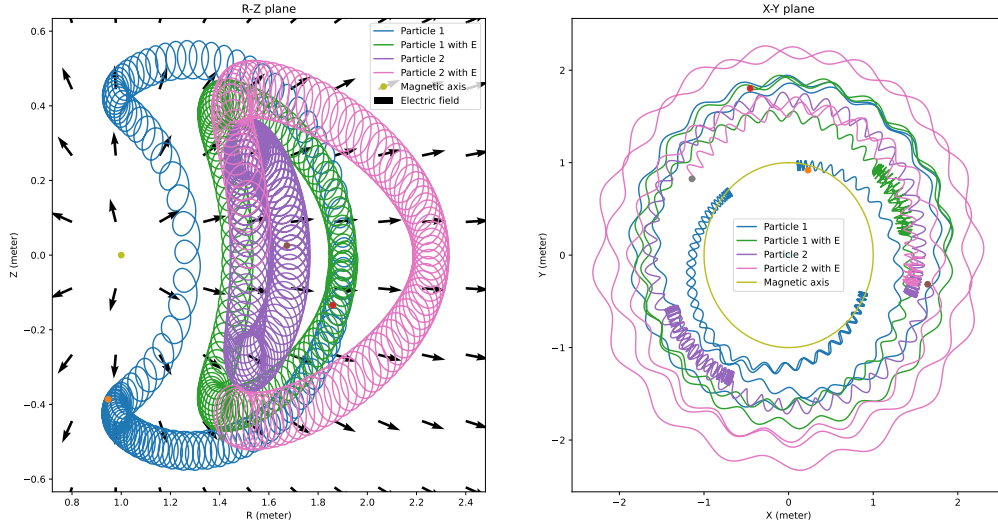 R-Z plane
Particle 1
Particle 1 with E
Particle 2
Particle 2 with E
Magnetic axis
Electric field
0.6
0.4
0.2
0.0
−0.2
−0.4
−0.6
Z (meter)
0.8
1.0
1.2
1.4
1.6
1.8
2.0
2.2
2.4
R (meter)
X-Y plane
2
1
0
−1
−2
Y (meter)
Particle 1
Particle 1 with E
Particle 2
Particle 2 with E
Magnetic axis
−2
−1
0
1
2
X (meter)